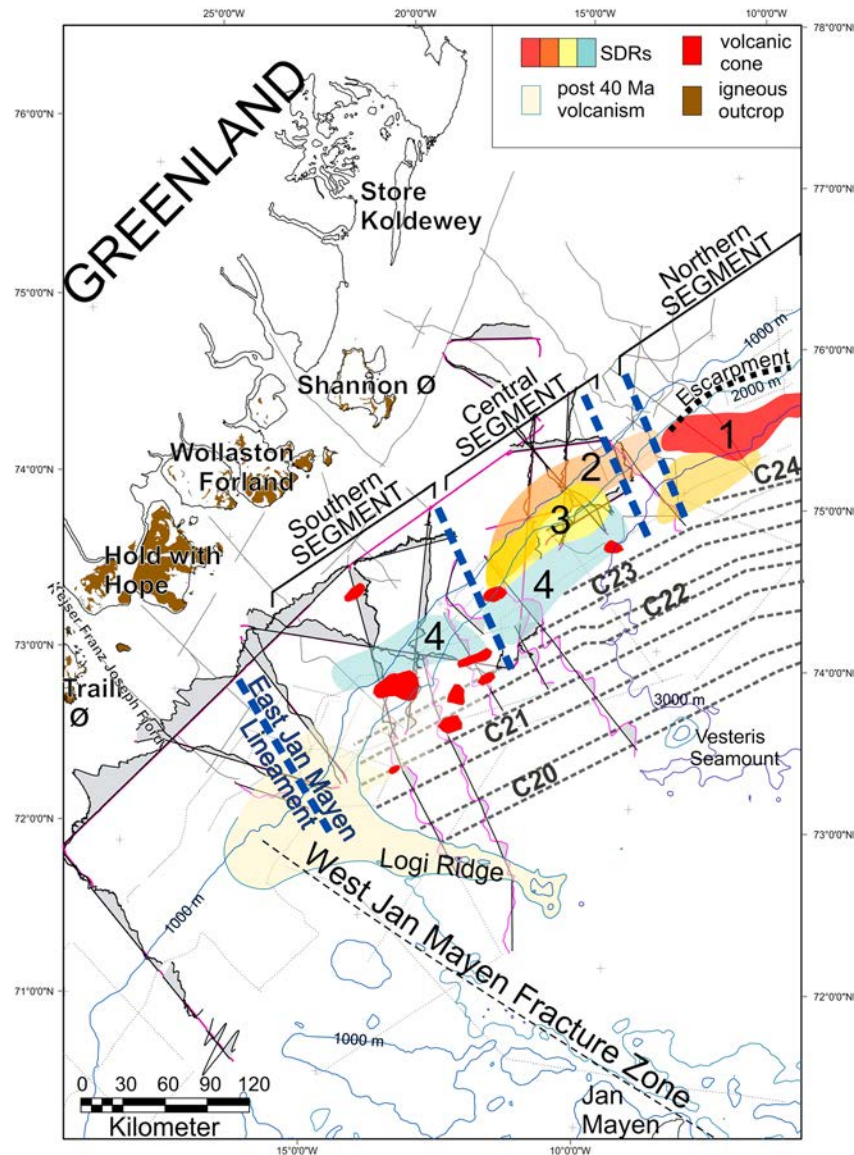 25°0'0"W
20°0'0"W
15°0'0"W
10°0'0"W
78°0'0"N
SDRs
volcanic
cone
post 40 Ma
volcanism
igneous
outcrop
76°0'0"N
GREENLAND
Store
Koldewey
77°0'0"N
75°0'0"N
Northern
SEGMENT
1000 m
76°0'0"N
Escarpment
2000 m
Shannon Ø
Central
SEGMENT
1
2
Wollaston
Forland
74°0'0"N
C24
3
75°0'0"N
Southern
SEGMENT
Hold with
Hope
C23
4
C22
4
73°0'0"N
Keiser Franz Joseph Fjord
Traill
Ø
74°0'0"N
East Jan Mayen
Lineament
C21
3000 m
Vesteris
Seamount
C20
72°0'0"N
73°0'0"N
Logi Ridge
1000 m
West Jan Mayen Fracture Zone
71°0'0"N
72°0'0"N
1000 m
0 30 60 90 120
Kilometer
Jan
Mayen
15°0'0"W
10°0'0"W